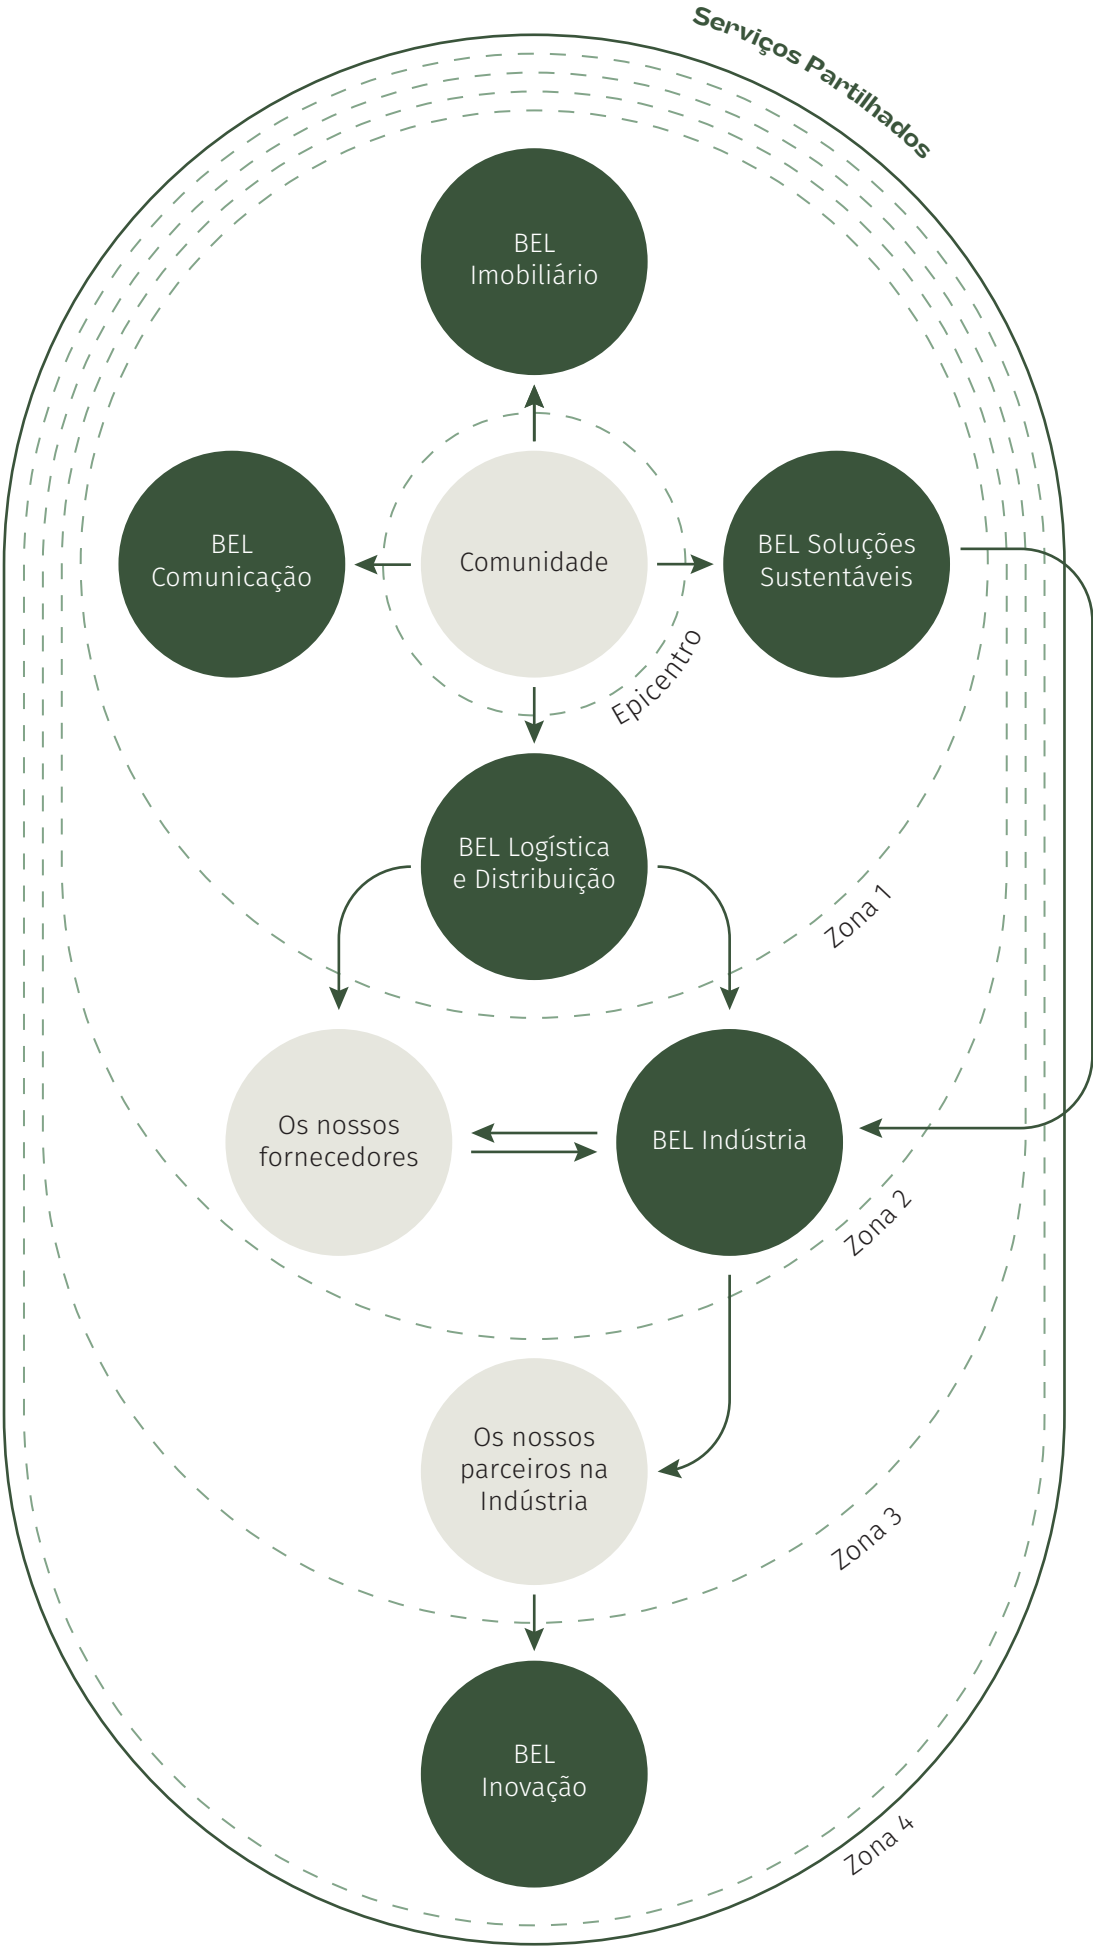 Serviços Partilhados
BEL
Imobiliário
BEL
Comunicação
Comunidade
BEL Soluções
Sustentáveis
Epicentro
BEL Logística
e Distribuição
Zona 1
Os nossos
fornecedores
BEL Indústria
Zona 2
Os nossos
parceiros na
Indústria
Zona 3
BEL
Inovação
Zona 4